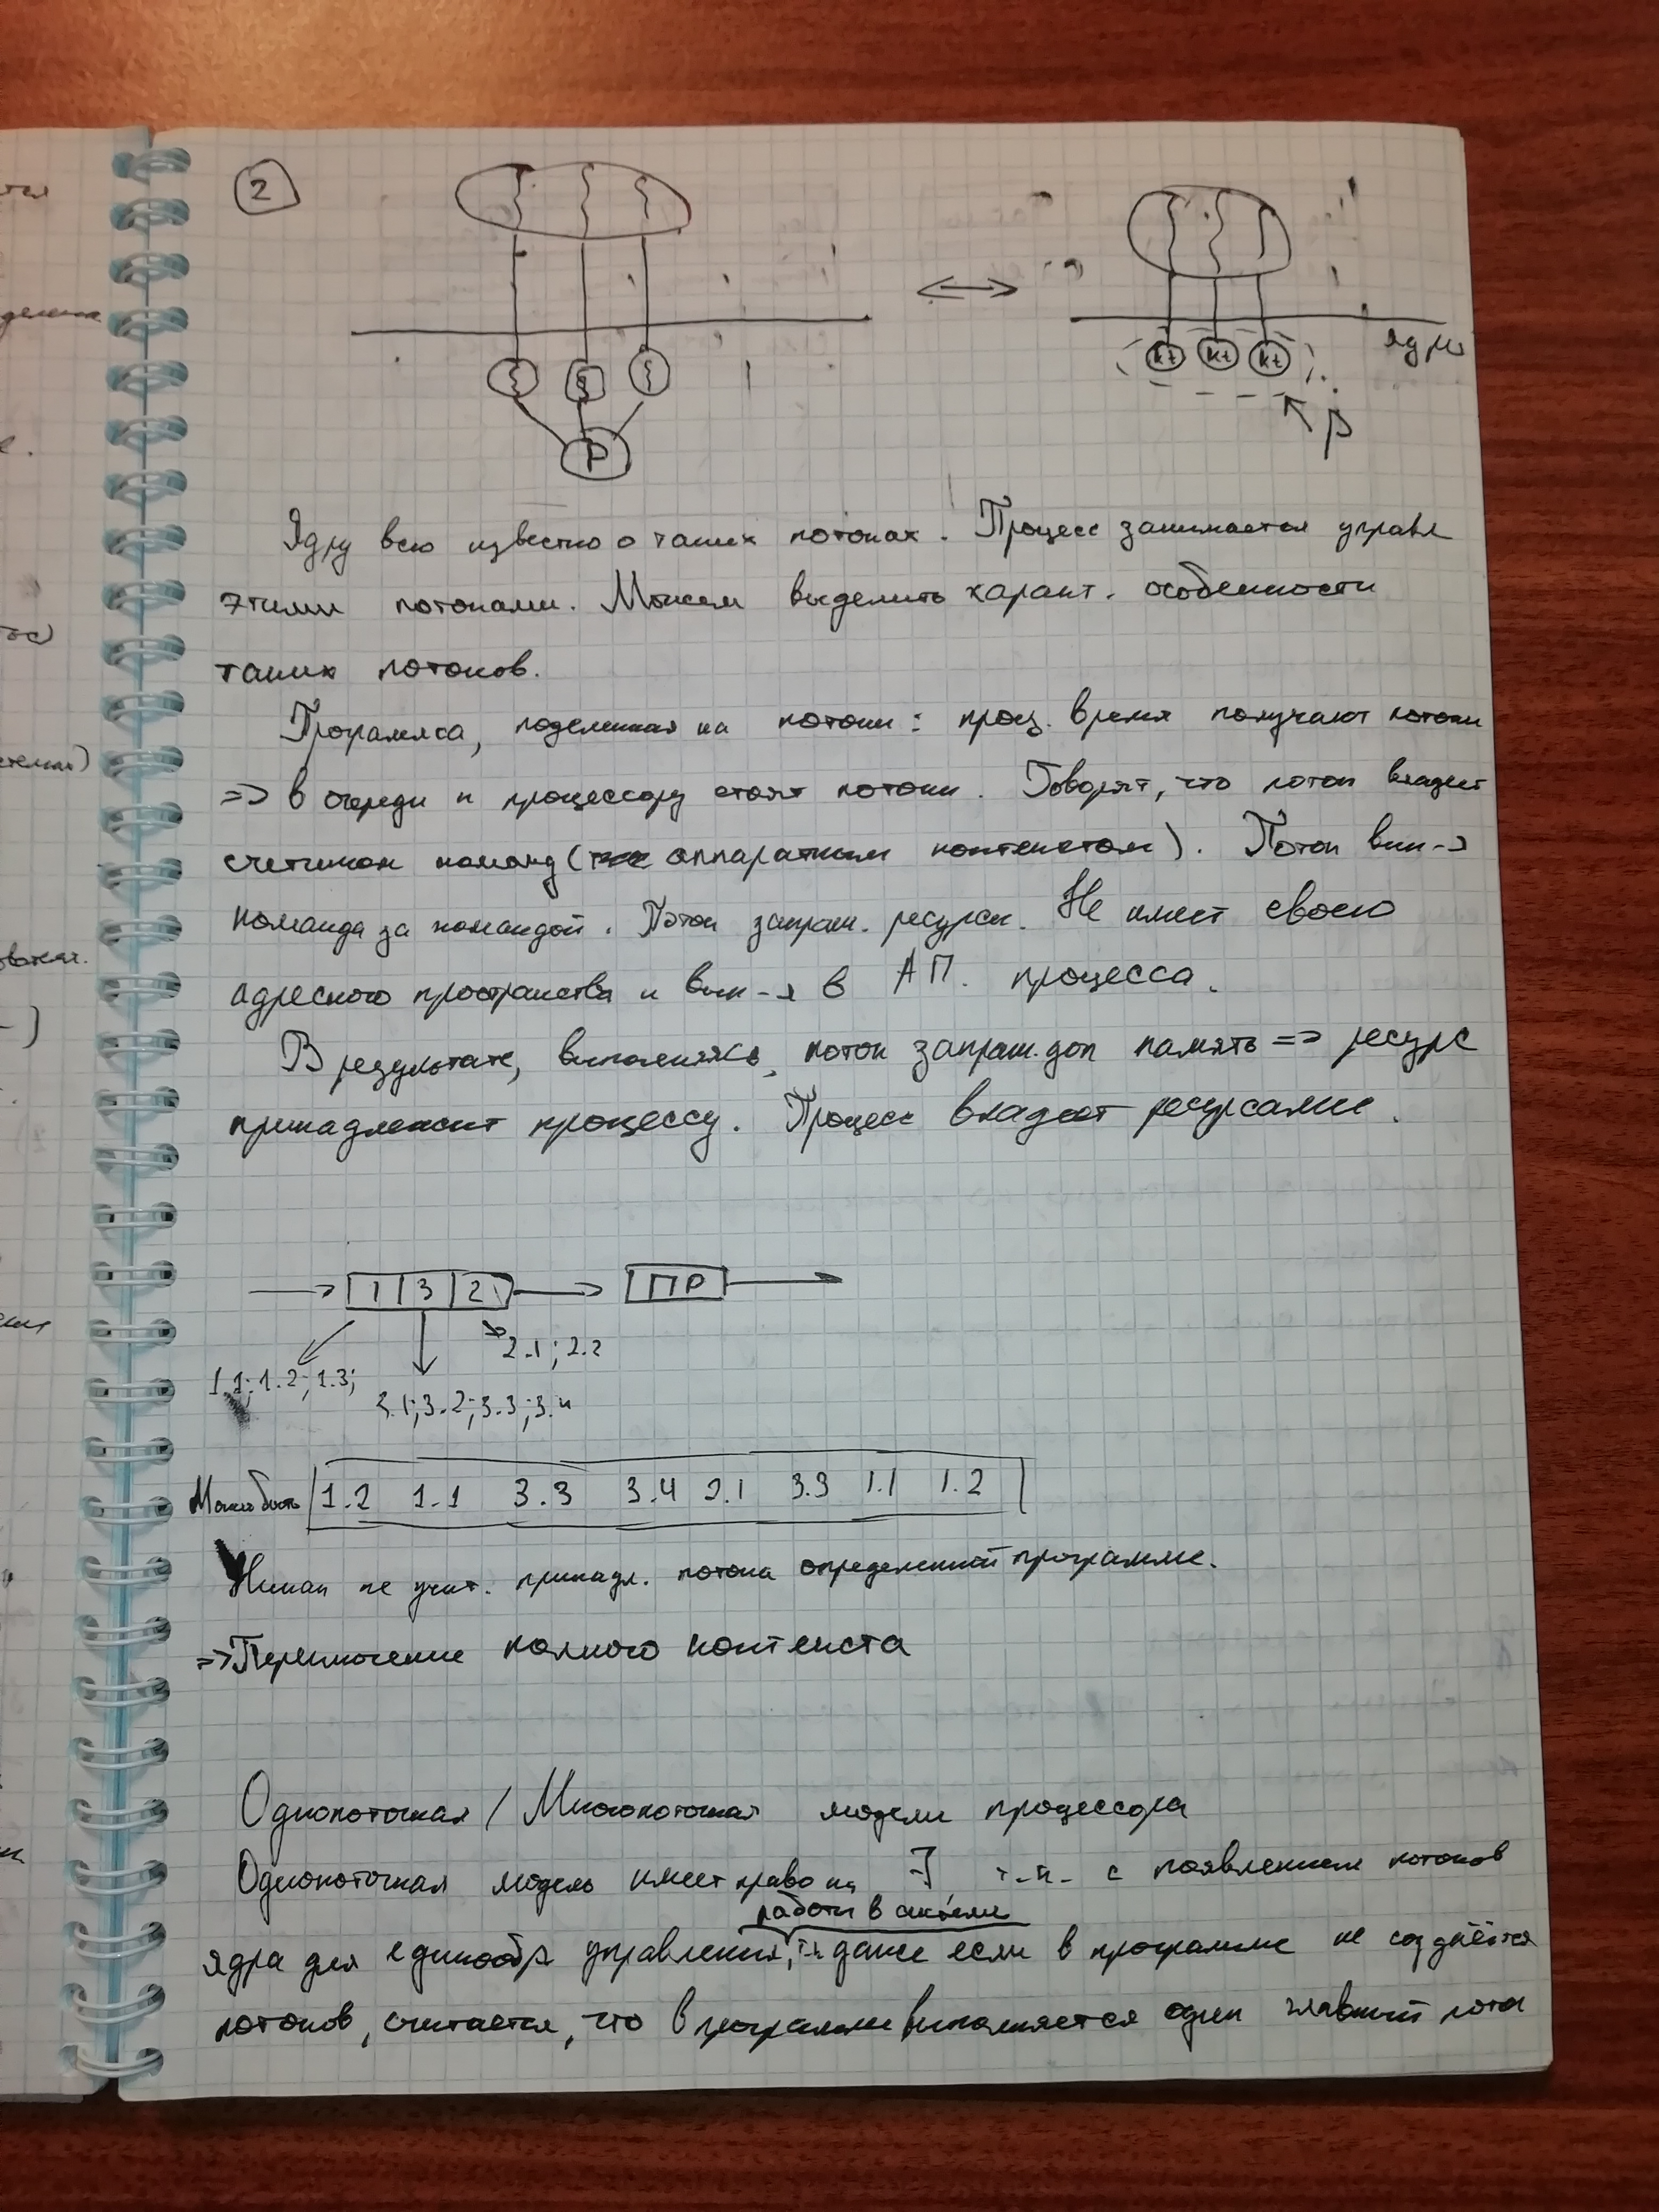 2
kt kt kt
ядро
P
P
Ядру всё известно о таких потоках. Процесс занимается управл
этими потоками. Можем выделить характ. особенности
таких потоков.
Программа, поделенная на потоки: проц. время получают потоки
=> в очереди к процессору стоят потоки. Говорят, что поток владеет
счетчиком команд (аппаратным контекстом). Поток вып-я
команда за командой. Поток запраш. ресурсы. Не имеет своего
адресного пространства и вып-я в АП. процесса.
В результате, выполняясь, поток запраш. доп память => ресурс
принадлежит процессу. Процесс владеет ресурсами.
1 3 2 ПР
2.1; 2.2
1.1; 1.2; 1.3;
3.1; 3.2; 3.3; 3.4
Может быть 1.2 1.1 3.3 3.4 2.1 3.3 1.1 1.2
Никак не учит. принадл. потока определенной программе.
=> Переключение полного контекста
Однопоточная / Многопоточная модели процессора
Однопоточная модель имеет право на ∃ т.к. с появлением потоков
работы в системе
ядра для единообр управления, даже если в программе не создаётся
потоков, считается, что в программе выполняется один главный поток